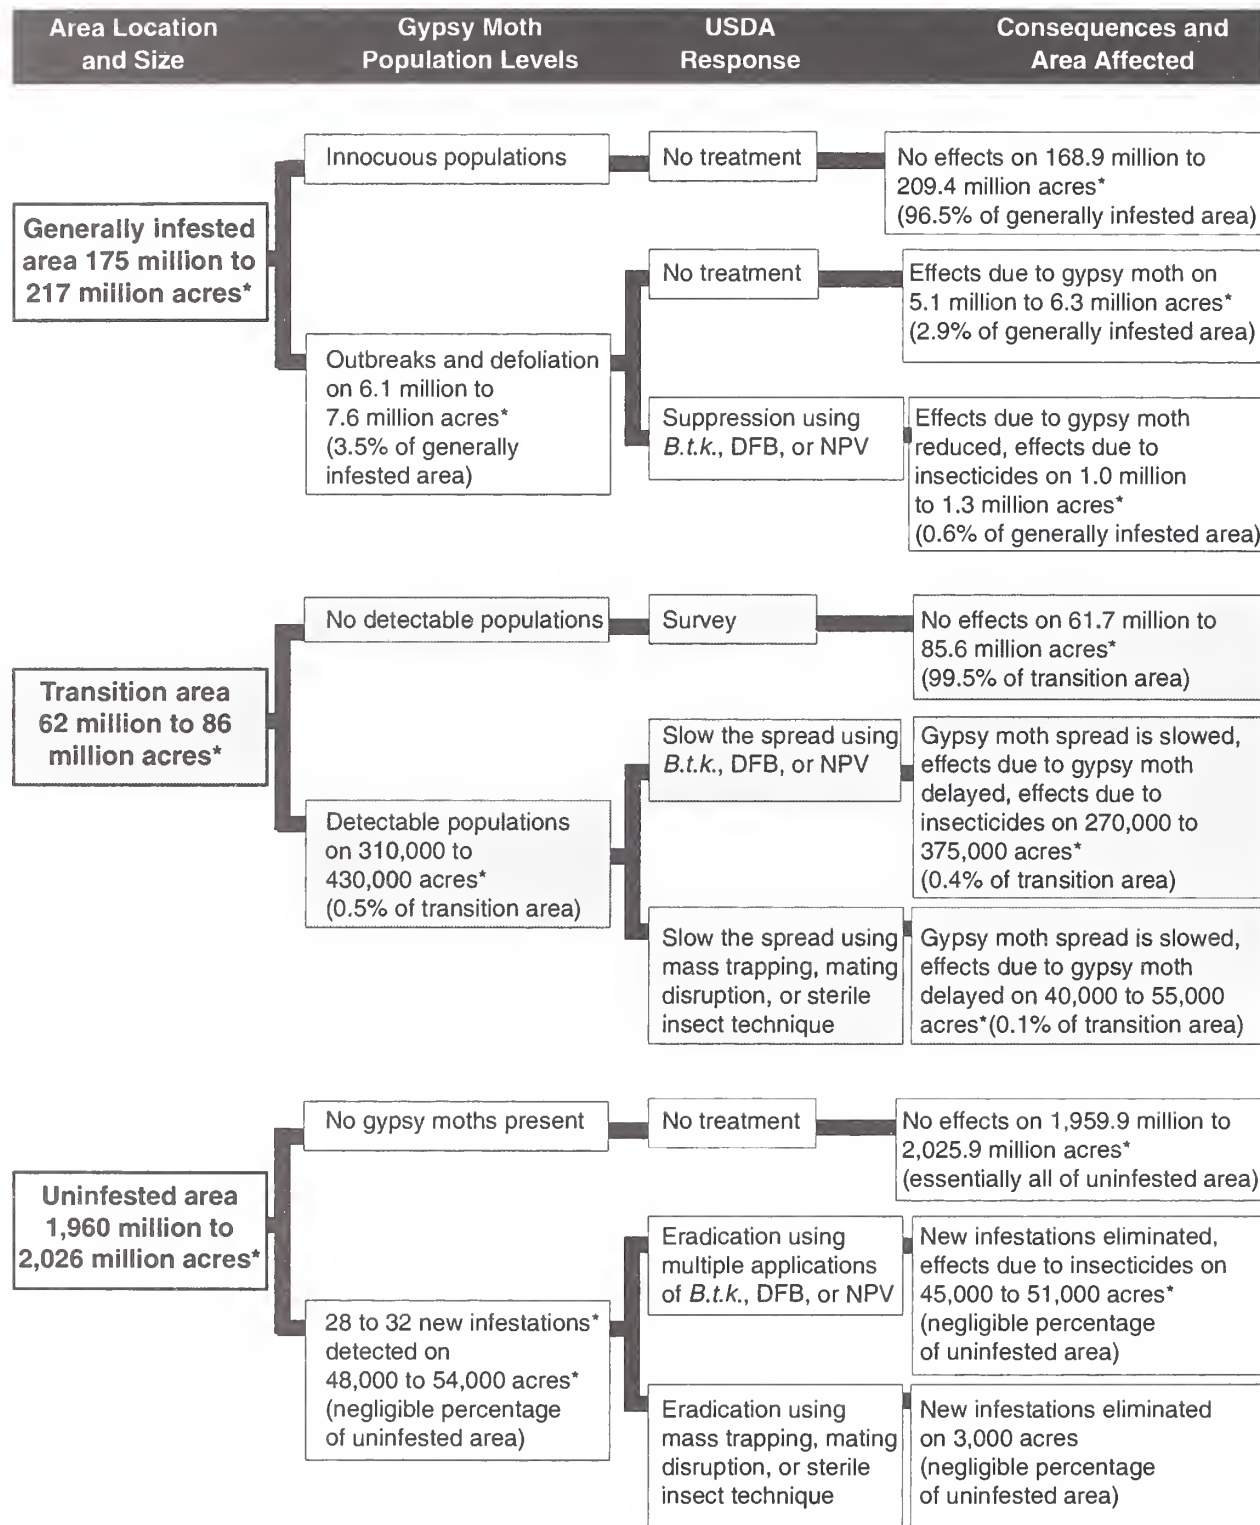 Area Location
and Size
Gypsy Moth
Population Levels
USDA
Response
Consequences and
Area Affected
Generally infested
area 175 million to
217 million acres*
Innocuous populations
No treatment
No effects on 168.9 million to
209.4 million acres*
(96.5% of generally infested area)
Outbreaks and defoliation
on 6.1 million to
7.6 million acres*
(3.5% of generally
infested area)
No treatment
Effects due to gypsy moth on
5.1 million to 6.3 million acres*
(2.9% of generally infested area)
Suppression using
B.t.k., DFB, or NPV
Effects due to gypsy moth
reduced, effects due to
insecticides on 1.0 million
to 1.3 million acres*
(0.6% of generally infested area)
Transition area
62 million to 86
million acres*
No detectable populations
Survey
No effects on 61.7 million to
85.6 million acres*
(99.5% of transition area)
Detectable populations
on 310,000 to
430,000 acres*
(0.5% of transition area)
Slow the spread using
B.t.k., DFB, or NPV
Gypsy moth spread is slowed,
effects due to gypsy moth
delayed, effects due to
insecticides on 270,000 to
375,000 acres*
(0.4% of transition area)
Slow the spread using
mass trapping, mating
disruption, or sterile
insect technique
Gypsy moth spread is slowed,
effects due to gypsy moth
delayed on 40,000 to 55,000
acres*(0.1% of transition area)
Uninfested area
1,960 million to
2,026 million acres*
No gypsy moths present
No treatment
No effects on 1,959.9 million to
2,025.9 million acres*
(essentially all of uninfested area)
28 to 32 new infestations*
detected on
48,000 to 54,000 acres*
(negligible percentage
of uninfested area)
Eradication using
multiple applications
of B.t.k., DFB, or NPV
New infestations eliminated,
effects due to insecticides on
45,000 to 51,000 acres*
(negligible percentage
of uninfested area)
Eradication using
mass trapping, mating
disruption, or sterile
insect technique
New infestations eliminated
on 3,000 acres
(negligible percentage
of uninfested area)